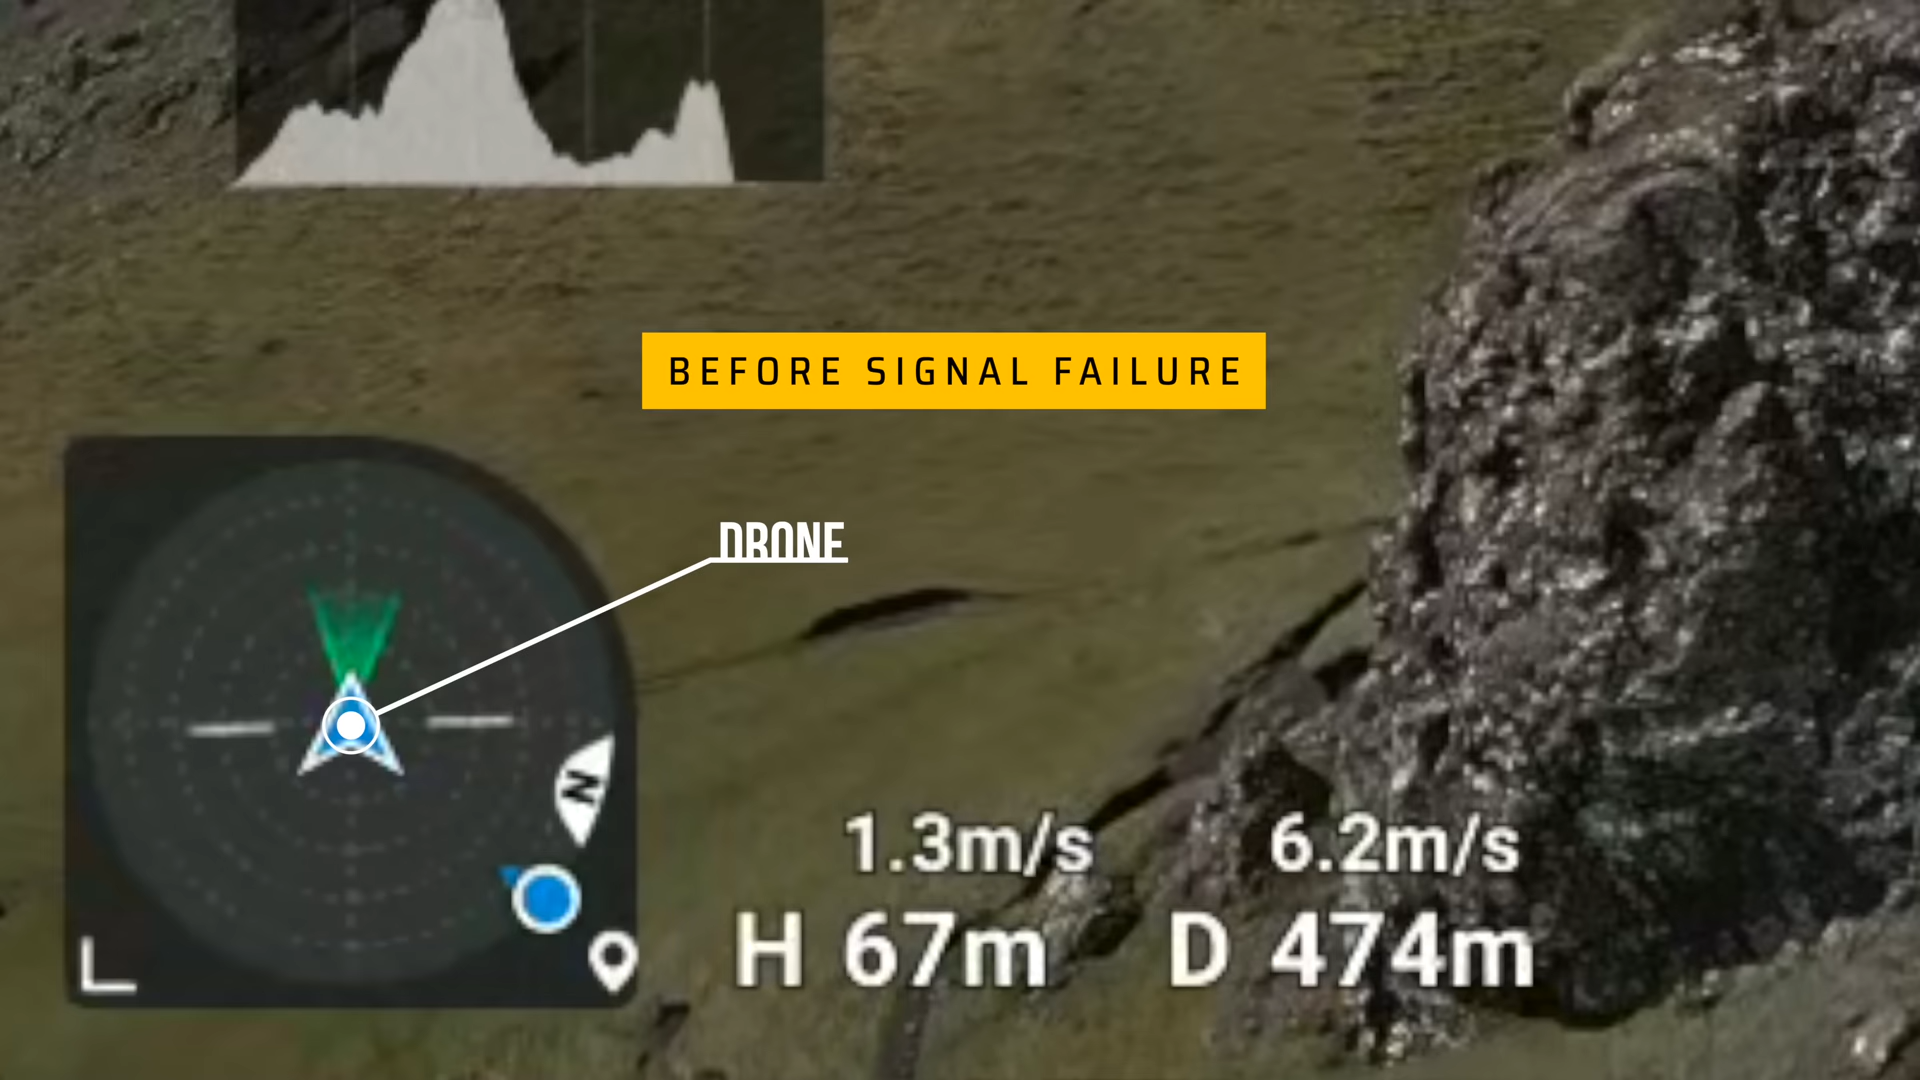 BEFORE SIGNAL FAILURE
DRONE
N
1.3m/s 6.2m/s
H 67m D 474m